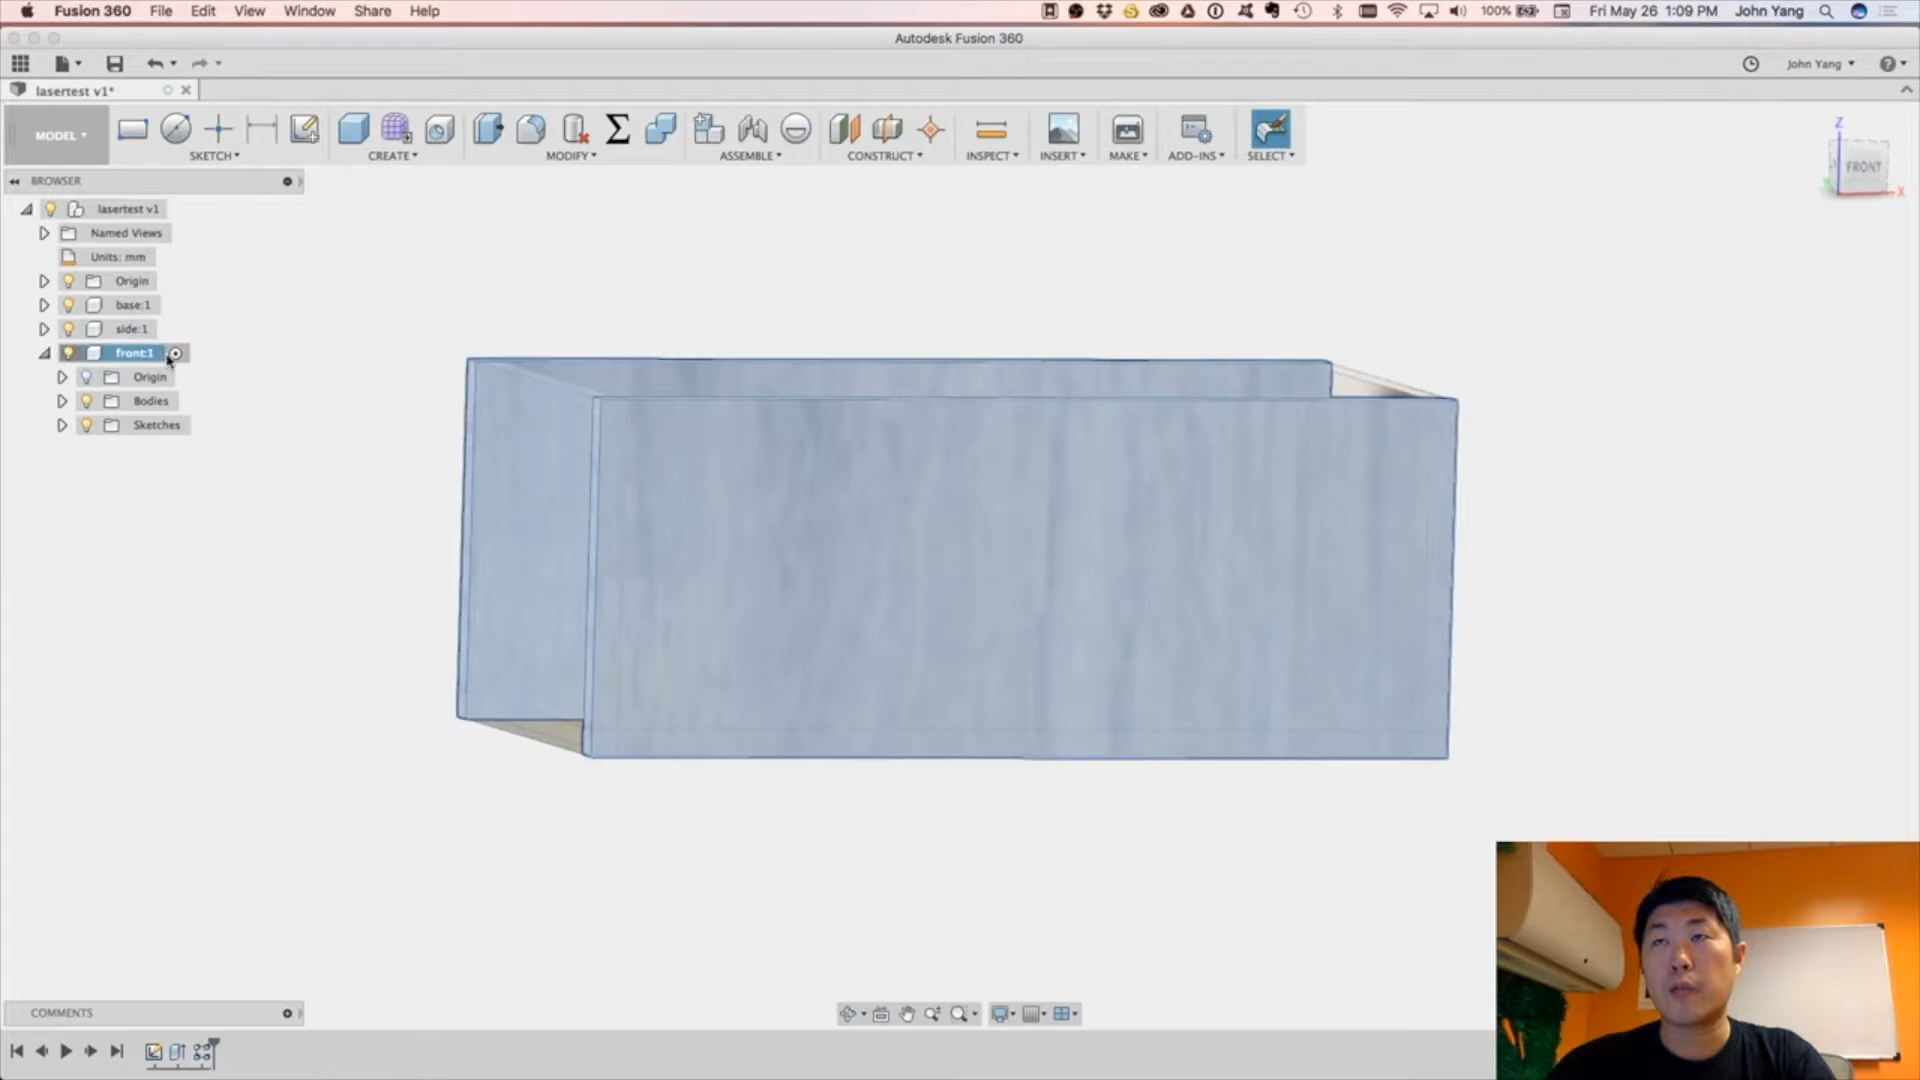 Fusion 360 File Edit View Window Share Help 100% Fri May 26 1:09 PM John Yang
Autodesk Fusion 360
John Yang
lasertest v1*
MODEL
SKETCH CREATE MODIFY ASSEMBLE CONSTRUCT INSPECT INSERT MAKE ADD-INS SELECT
Z
FRONT
X
BROWSER
lasertest v1
Named Views
Units: mm
Origin
base:1
side:1
front:1
Origin
Bodies
Sketches
COMMENTS